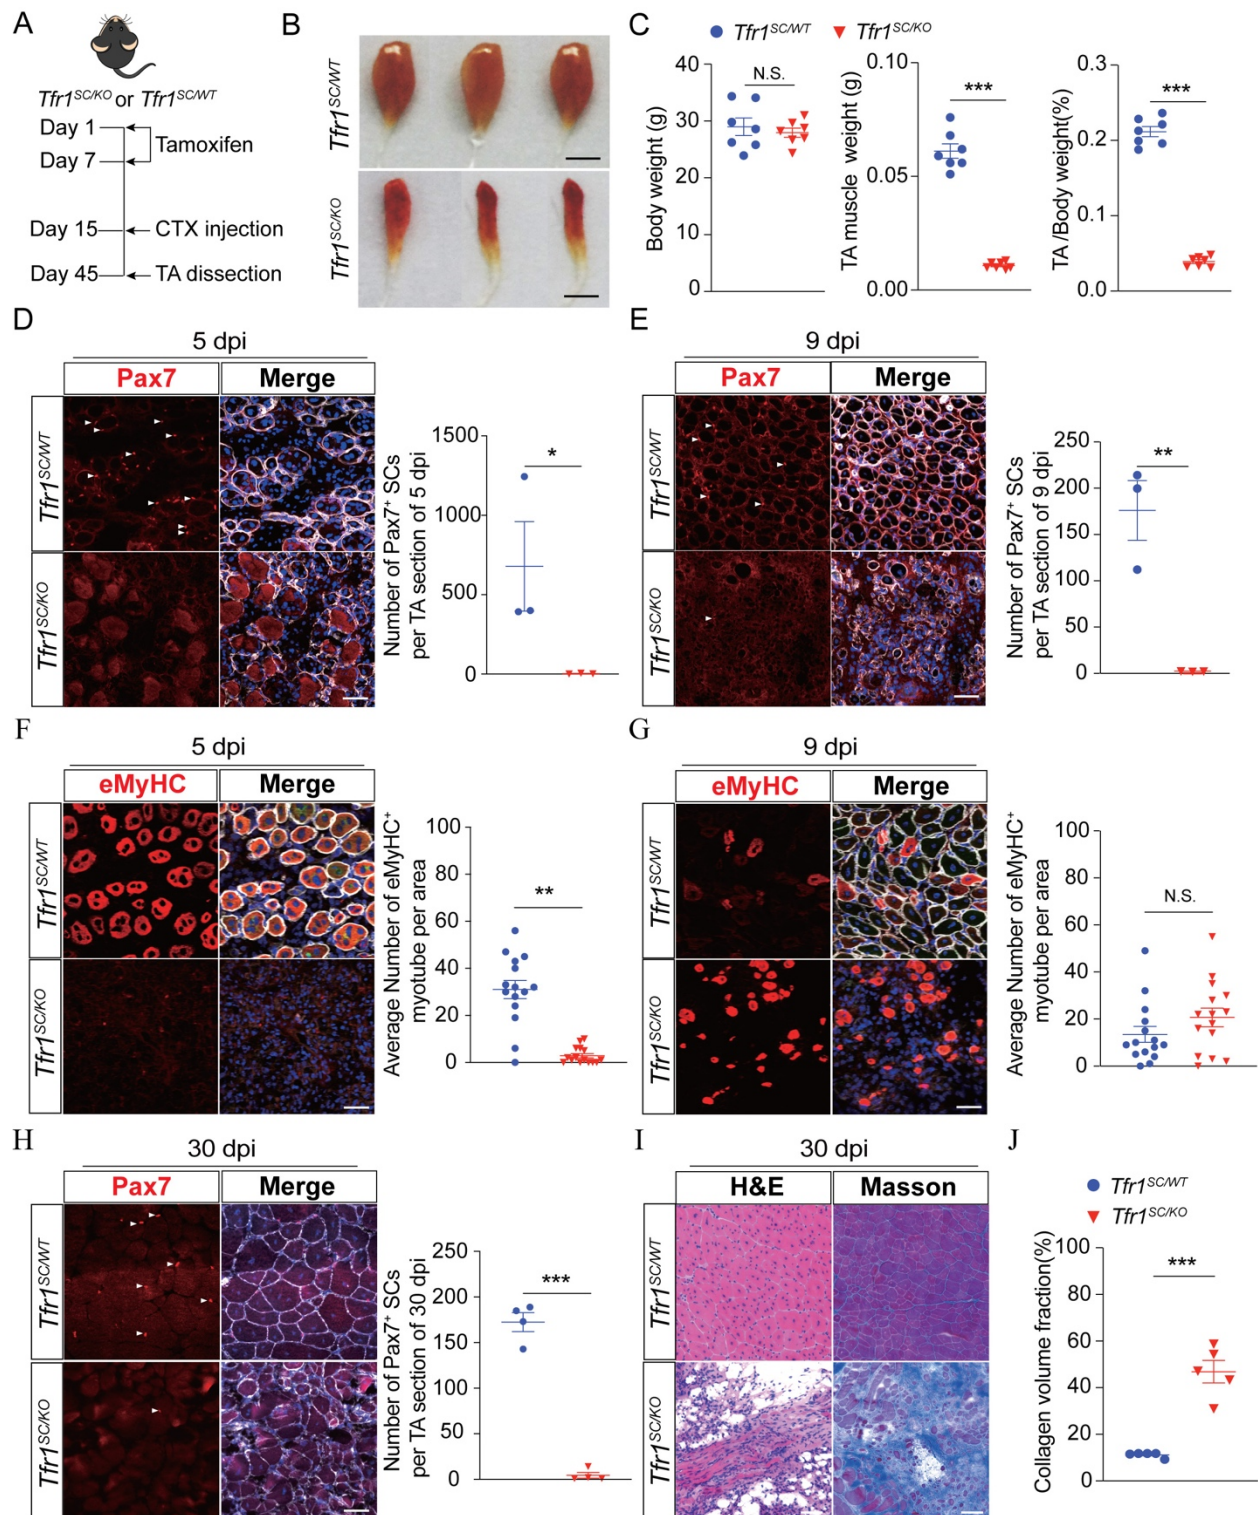 A
Tfr1SC/KO or Tfr1SC/WT
Day 1
Tamoxifen
Day 7
Day 15
CTX injection
Day 45
TA dissection
B
Tfr1SC/WT
Tfr1SC/KO
C
Tfr1SC/WT
Tfr1SC/KO
Body weight (g)
40
30
20
10
0
N.S.
TA muscle weight (g)
0.10
0.05
0.00
***
TA/Body weight(%)
0.3
0.2
0.1
0.0
***
D
5 dpi
Pax7
Merge
Tfr1SC/WT
Tfr1SC/KO
Number of Pax7+ SCs
per TA section of 5 dpi
1500
1000
500
0
*
E
9 dpi
Pax7
Merge
Tfr1SC/WT
Tfr1SC/KO
Number of Pax7+ SCs
per TA section of 9 dpi
250
200
150
100
50
0
**
F
5 dpi
eMyHC
Merge
Tfr1SC/WT
Tfr1SC/KO
Average Number of eMyHC+
myotube per area
100
80
60
40
20
0
**
G
9 dpi
eMyHC
Merge
Tfr1SC/WT
Tfr1SC/KO
Average Number of eMyHC+
myotube per area
100
80
60
40
20
0
N.S.
H
30 dpi
Pax7
Merge
Tfr1SC/WT
Tfr1SC/KO
Number of Pax7+ SCs
per TA section of 30 dpi
250
200
150
100
50
0
***
I
30 dpi
H&E
Masson
Tfr1SC/WT
Tfr1SC/KO
J
Tfr1SC/WT
Tfr1SC/KO
Collagen volume fraction(%)
100
80
60
40
20
0
***